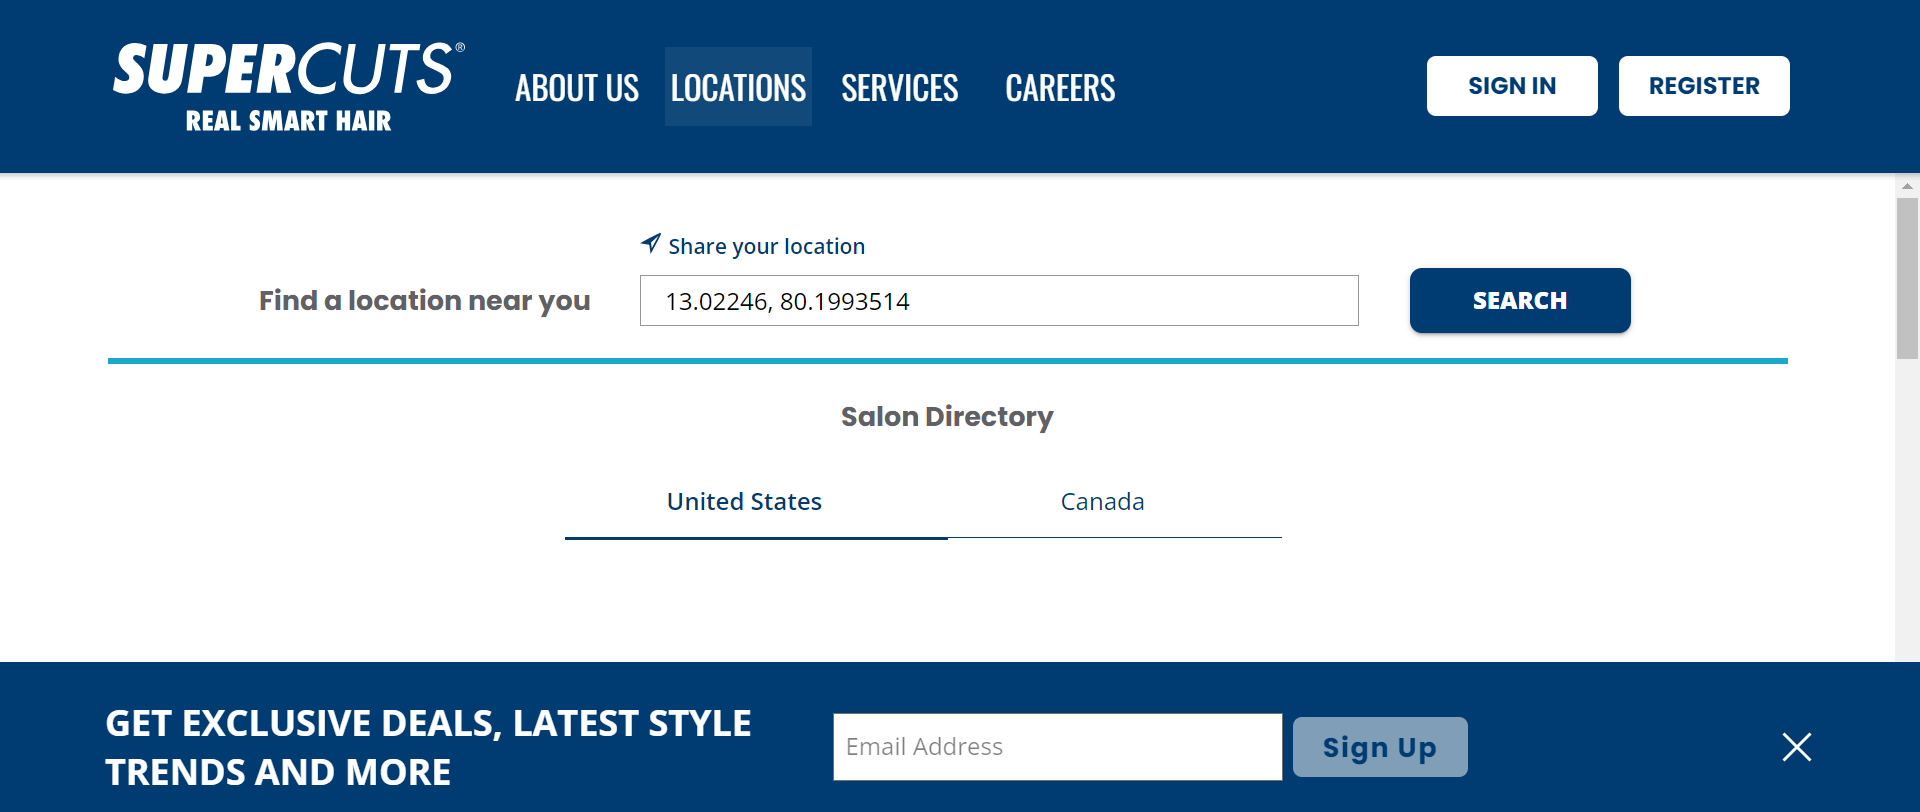 SUPERCUTS®
REAL SMART HAIR
ABOUT US
LOCATIONS
SERVICES
CAREERS
SIGN IN
REGISTER
Share your location
Find a location near you
13.02246, 80.1993514
SEARCH
Salon Directory
United States
Canada
GET EXCLUSIVE DEALS, LATEST STYLE
TRENDS AND MORE
Email Address
Sign Up